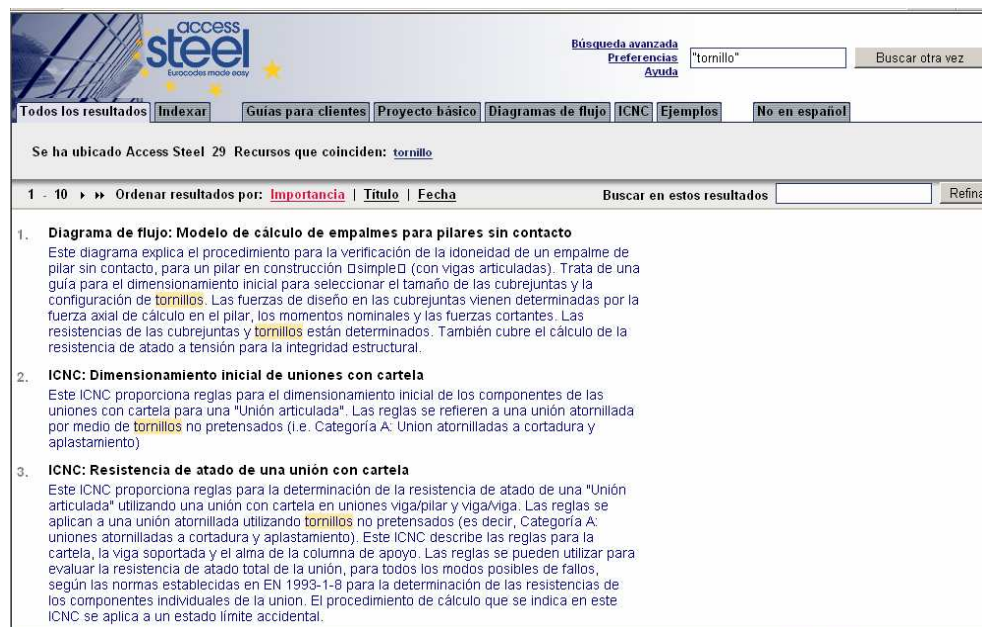 access
steel
Eurocodes made easy
Búsqueda avanzada
Preferencias
Ayuda
"tornillo"
Buscar otra vez
Todos los resultados Indexar Guías para clientes Proyecto básico Diagramas de flujo ICNC Ejemplos No en español
Se ha ubicado Access Steel 29 Recursos que coinciden: tornillo
1 - 10 Ordenar resultados por: Importancia | Título | Fecha Buscar en estos resultados Refina
1. Diagrama de flujo: Modelo de cálculo de empalmes para pilares sin contacto
Este diagrama explica el procedimiento para la verificación de la idoneidad de un empalme de
pilar sin contacto, para un pilar en construcción □simple□ (con vigas articuladas). Trata de una
guía para el dimensionamiento inicial para seleccionar el tamaño de las cubrejuntas y la
configuración de tornillos. Las fuerzas de diseño en las cubrejuntas vienen determinadas por la
fuerza axial de cálculo en el pilar, los momentos nominales y las fuerzas cortantes. Las
resistencias de las cubrejuntas y tornillos están determinados. También cubre el cálculo de la
resistencia de atado a tensión para la integridad estructural.
2. ICNC: Dimensionamiento inicial de uniones con cartela
Este ICNC proporciona reglas para el dimensionamiento inicial de los componentes de las
uniones con cartela para una "Unión articulada". Las reglas se refieren a una unión atornillada
por medio de tornillos no pretensados (i.e. Categoría A: Union atornilladas a cortadura y
aplastamiento)
3. ICNC: Resistencia de atado de una unión con cartela
Este ICNC proporciona reglas para la determinación de la resistencia de atado de una "Unión
articulada" utilizando una unión con cartela en uniones viga/pilar y viga/viga. Las reglas se
aplican a una unión atornillada utilizando tornillos no pretensados (es decir, Categoría A:
uniones atornilladas a cortadura y aplastamiento). Este ICNC describe las reglas para la
cartela, la viga soportada y el alma de la columna de apoyo. Las reglas se pueden utilizar para
evaluar la resistencia de atado total de la unión, para todos los modos posibles de fallos,
según las normas establecidas en EN 1993-1-8 para la determinación de las resistencias de
los componentes individuales de la union. El procedimiento de cálculo que se indica en este
ICNC se aplica a un estado límite accidental.